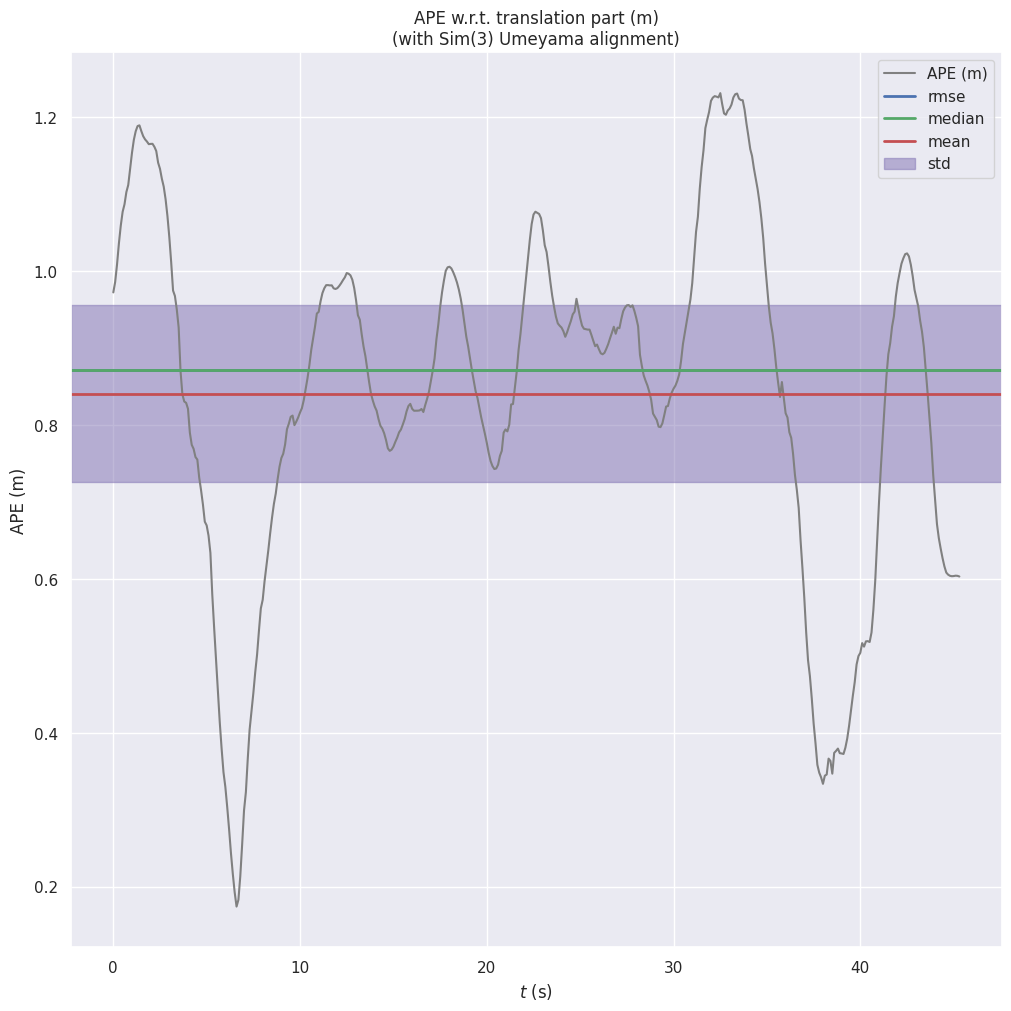 APE w.r.t. translation part (m)
(with Sim(3) Umeyama alignment)
APE (m)
rmse
median
mean
std
APE (m)
1.2
1.0
0.8
0.6
0.4
0.2
0
10
20
30
40
t (s)